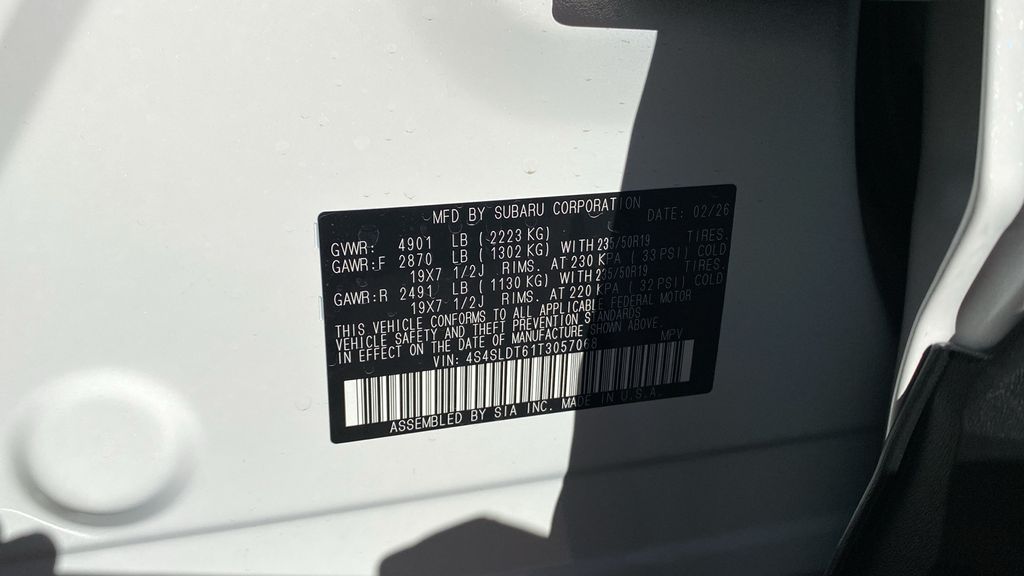 MFD BY SUBARU CORPORATION DATE: 02/26
GVWR: 4901 LB ( 2223 KG)
GAWR:F 2870 LB ( 1302 KG) WITH 235/50R19 TIRES.
19X7 1/2J RIMS. AT 230 KPA ( 33 PSI) COLD
GAWR:R 2491 LB ( 1130 KG) WITH 235/50R19 TIRES.
19X7 1/2J RIMS. AT 220 KPA ( 32 PSI) COLD
THIS VEHICLE CONFORMS TO ALL APPLICABLE FEDERAL MOTOR
VEHICLE SAFETY AND THEFT PREVENTION STANDARDS
IN EFFECT ON THE DATE OF MANUFACTURE SHOWN ABOVE.
VIN: 4S4SLDT61T3057068 MPV
ASSEMBLED BY SIA INC. MADE IN U.S.A.